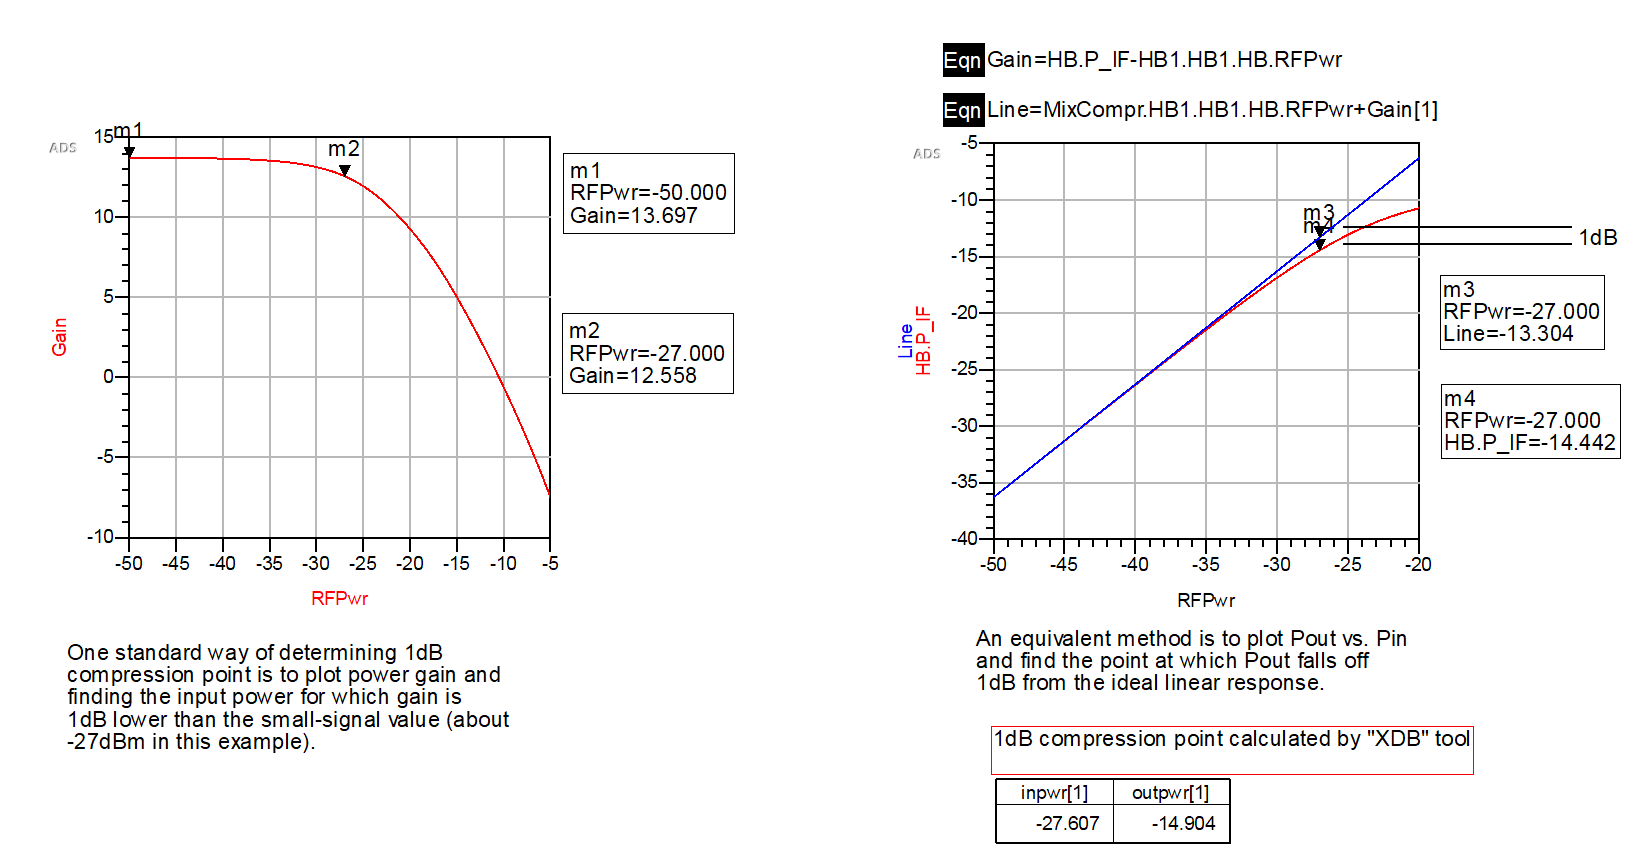 Eqn Gain=HB.P_IF-HB1.HB1.HB.RFPwr
Eqn Line=MixCompr.HB1.HB1.HB.RFPwr+Gain[1]
ADS
m1
m2
15
10
5
0
-5
-10
-50 -45 -40 -35 -30 -25 -20 -15 -10 -5
Gain
RFPwr
m1
RFPwr=-50.000
Gain=13.697
m2
RFPwr=-27.000
Gain=12.558
One standard way of determining 1dB
compression point is to plot power gain and
finding the input power for which gain is
1dB lower than the small-signal value (about
-27dBm in this example).
ADS
m3
m4
1dB
-5
-10
-15
-20
-25
-30
-35
-40
-50 -45 -40 -35 -30 -25 -20
Line
HB.P_IF
RFPwr
m3
RFPwr=-27.000
Line=-13.304
m4
RFPwr=-27.000
HB.P_IF=-14.442
An equivalent method is to plot Pout vs. Pin
and find the point at which Pout falls off
1dB from the ideal linear response.
1dB compression point calculated by "XDB" tool
inpwr[1] outpwr[1]
-27.607 -14.904